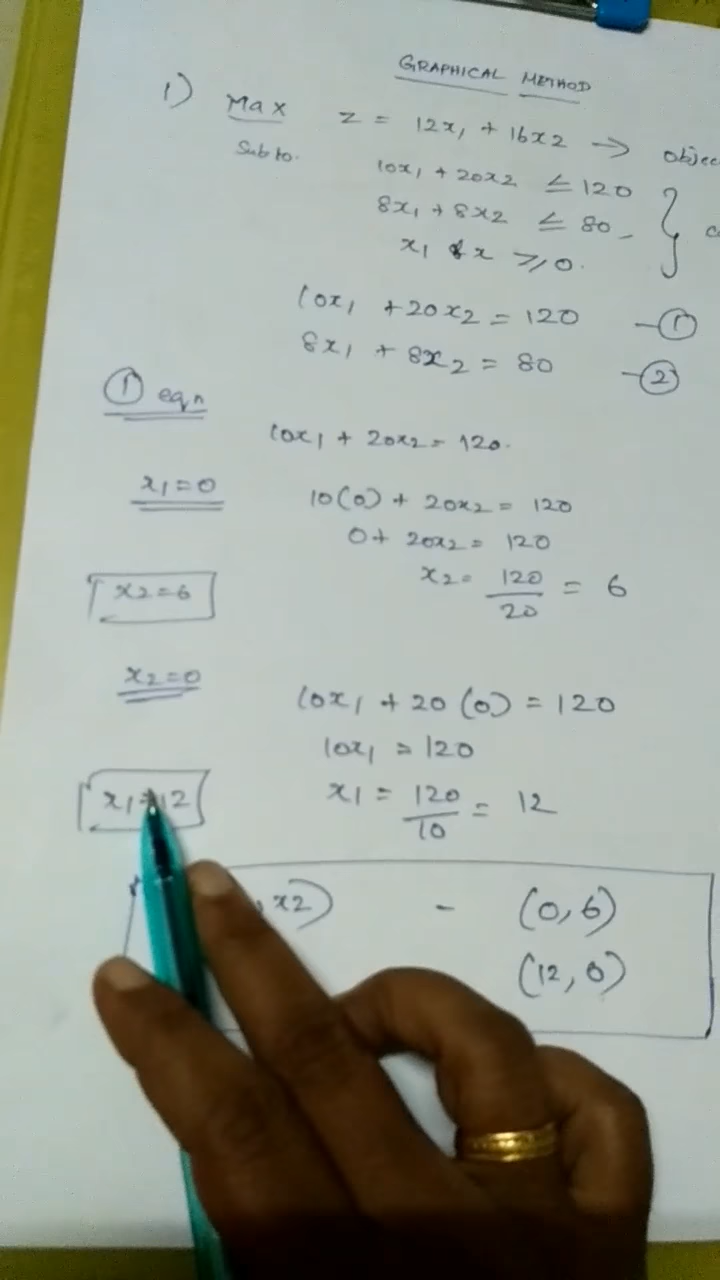 GRAPHICAL METHOD
1) Max z = 12x1 + 16x2 →
Sub to. 10x1 + 20x2 ≤ 120
8x1 + 8x2 ≤ 80
x1 & x ≥ 0.
10x1 + 20x2 = 120 - ①
8x1 + 8x2 = 80 - ②
① eqn
10x1 + 20x2 = 120.
x1 = 0 10(0) + 20x2 = 120
0 + 20x2 = 120
x2 = 120/20 = 6
x2 = 6
x2 = 0 10x1 + 20(0) = 120
10x1 = 120
x1 = 12 x1 = 120/10 = 12
, x2) - (0, 6)
(12, 0)